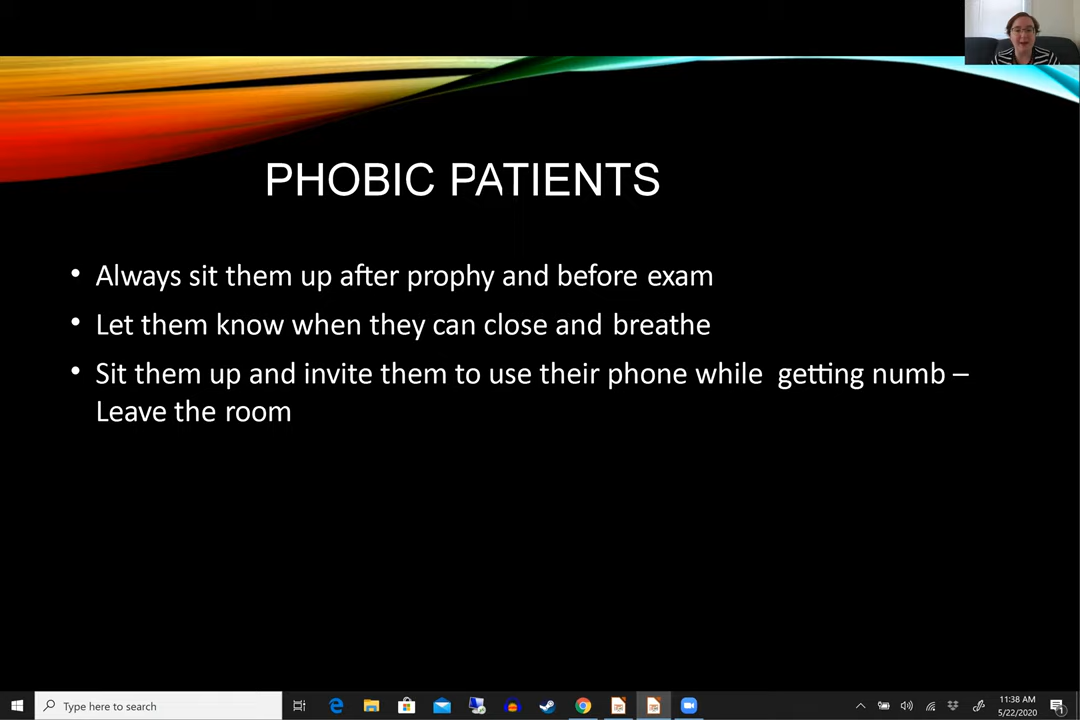 PHOBIC PATIENTS
• Always sit them up after prophy and before exam
• Let them know when they can close and breathe
• Sit them up and invite them to use their phone while  getting numb –
Leave the room
Type here to search
11:38 AM
5/22/2020
1